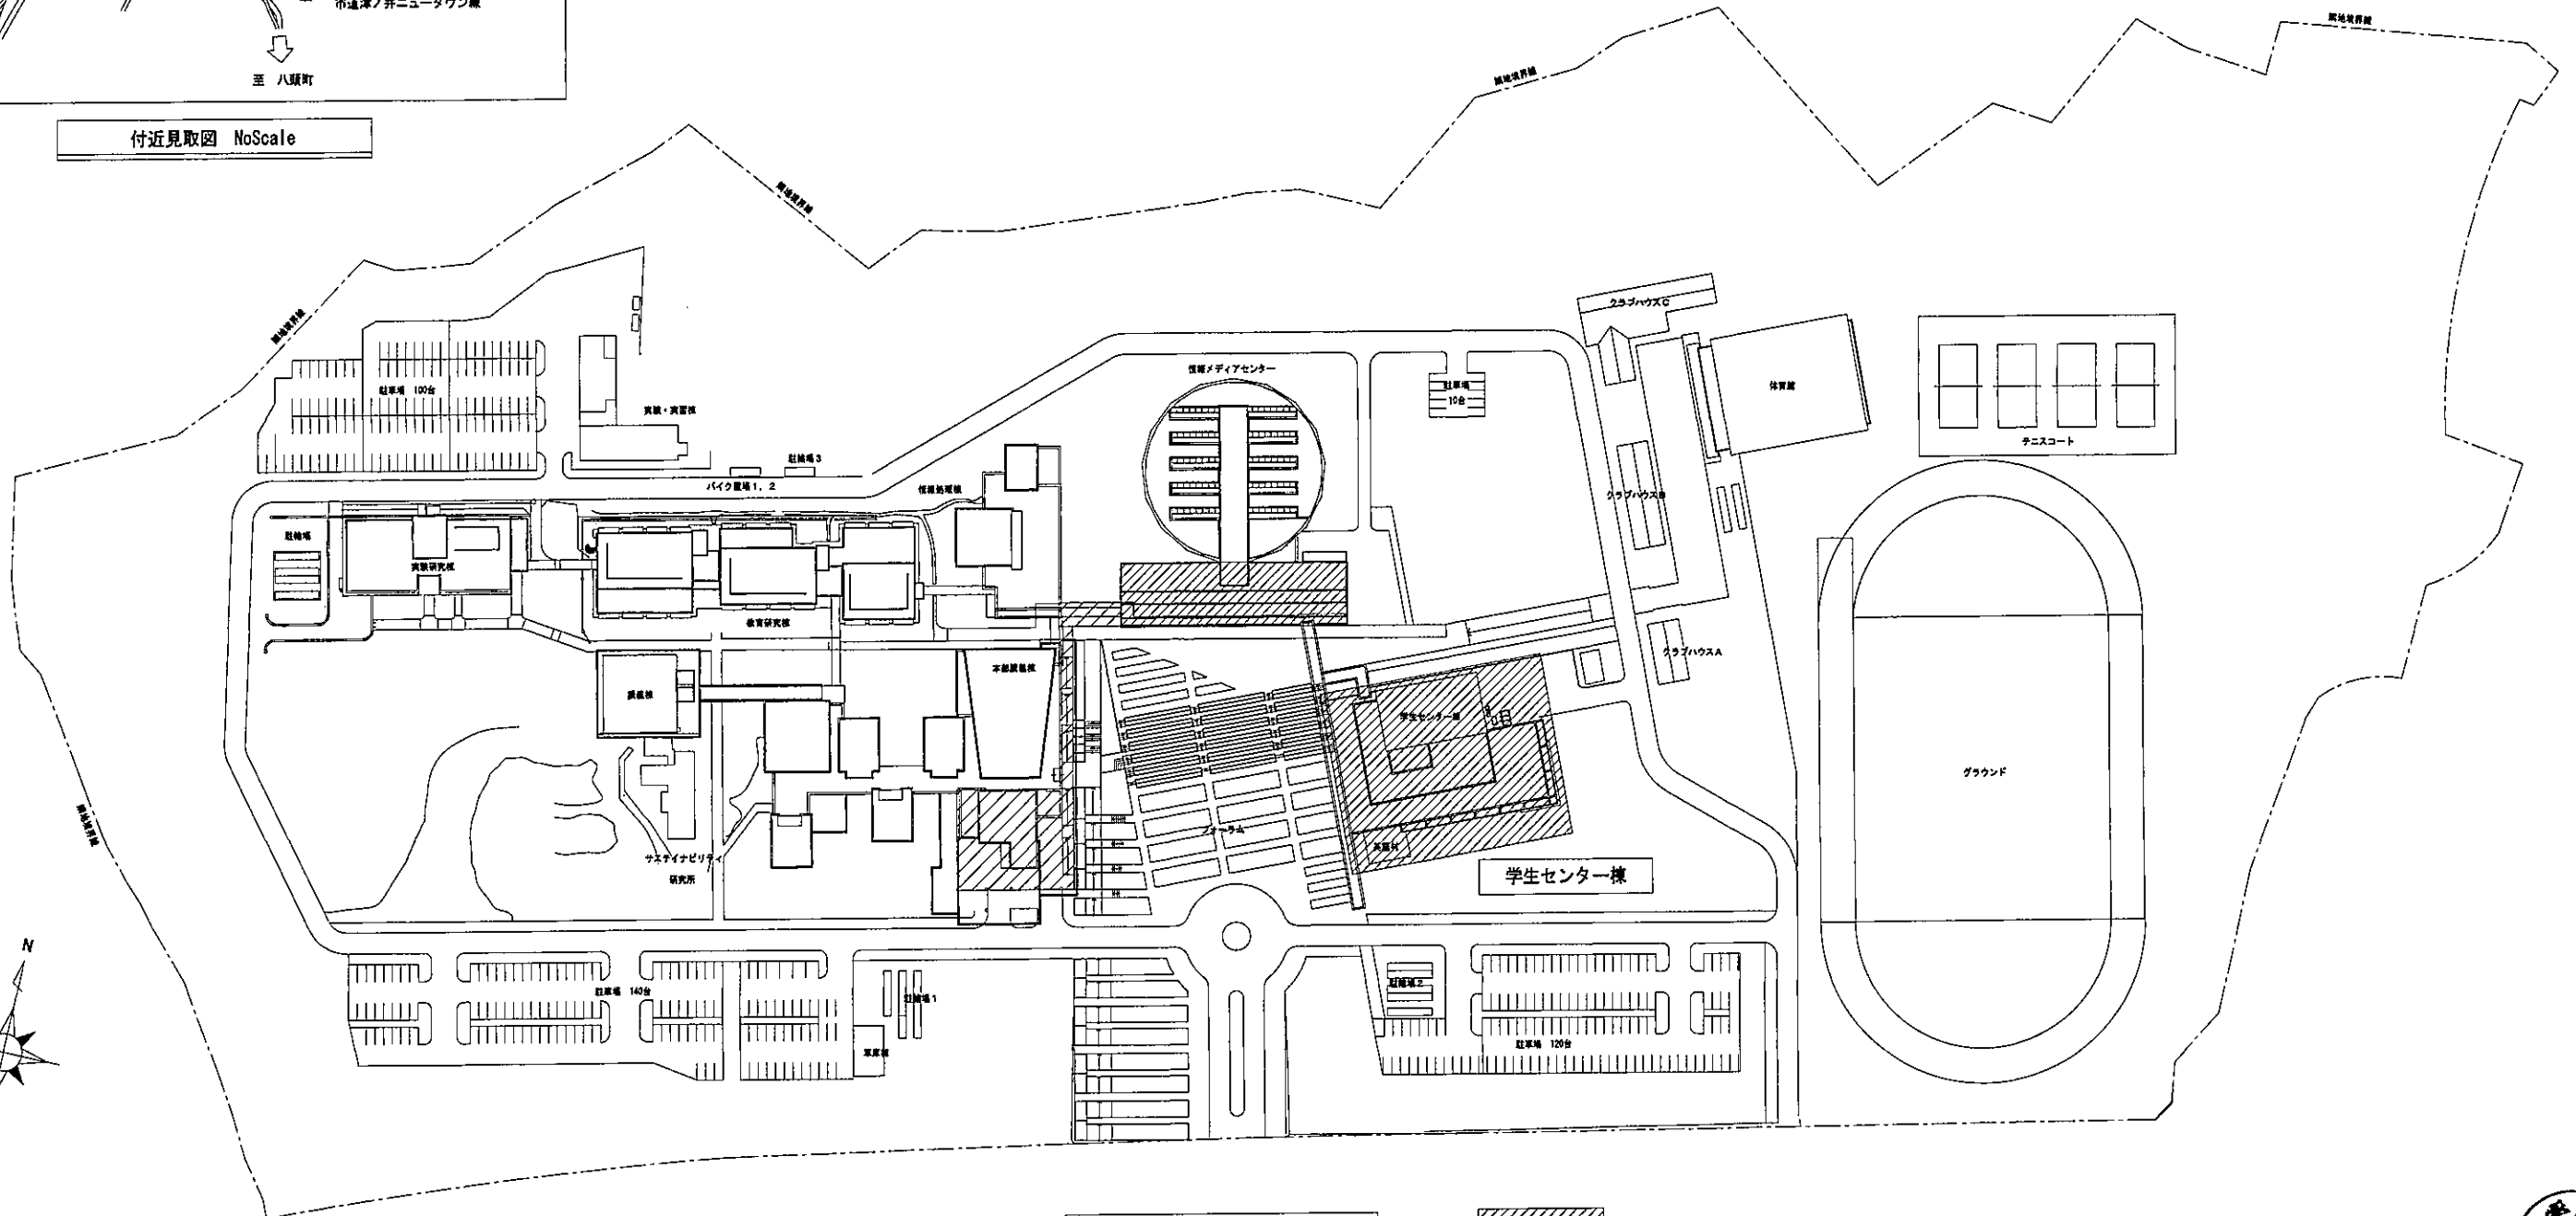 市道津ノ井ニュータウン線
至 八頭町
付近見取図 NoScale
隣地境界線
隣地境界線
隣地境界線
隣地境界線
隣地境界線
クラブハウスC
情報メディアセンター
駐車場 100台
駐車場
10台
体育館
実験・実習棟
テニスコート
駐輪場3
バイク置場1, 2
情報処理棟
クラブハウスB
駐輪場
実験研究棟
教育研究棟
クラブハウスA
本部講義棟
講義棟
学生センター棟
グラウンド
フォーラム
英語村
サステイナビリティ
研究所
学生センター棟
N
駐車場 140台
駐輪場1
駐輪場2
車庫棟
駐車場 120台